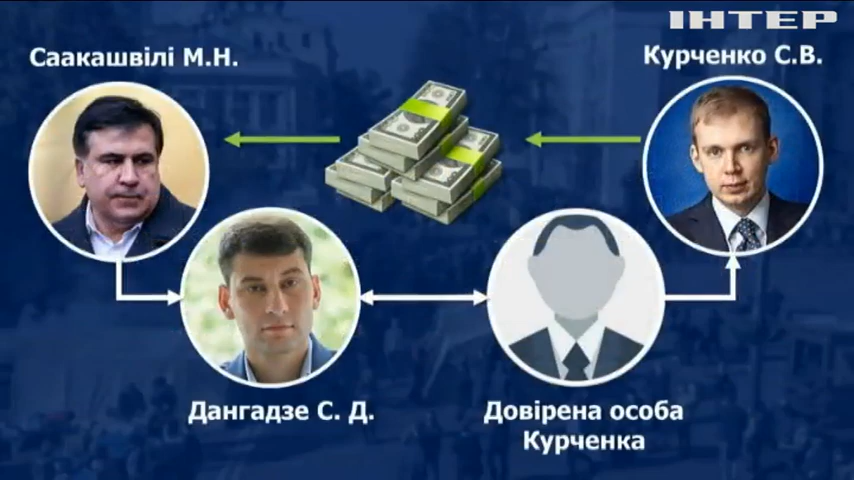 ІНТЕР
Саакашвілі М.Н.
Курченко С.В.
Дангадзе С. Д.
Довірена особа
Курченка